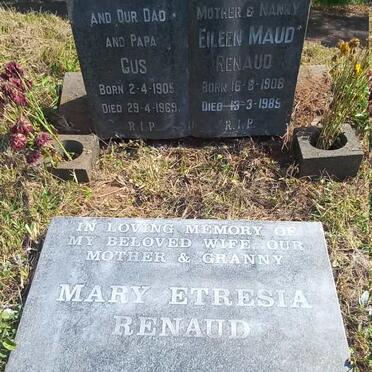 AND OUR DAD
AND PAPA
GUS
BORN 2-4-1905
DIED 29-4-1969
R.I.P
MOTHER & NANNY
EILEEN MAUD
RENAUD
BORN 16-6-1908
DIED 13-3-1985
R.I.P.
IN LOVING MEMORY OF
MY BELOVED WIFE, OUR
MOTHER & GRANNY
MARY ETRESIA
RENAUD